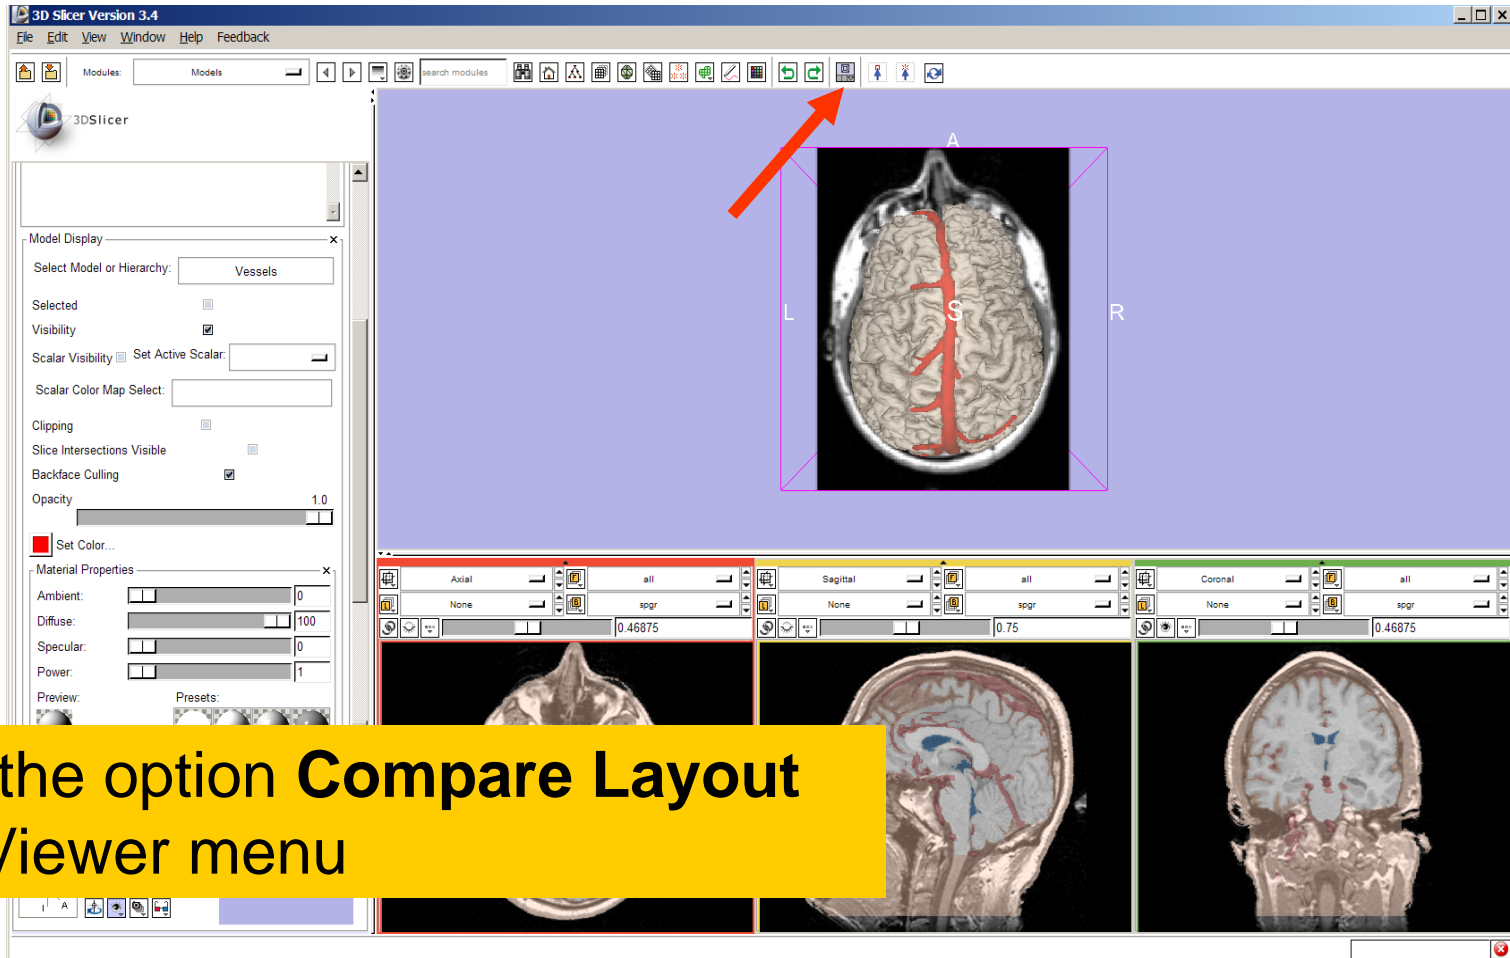 3D Slicer Version 3.4
File Edit View Window Help Feedback
Modules: Models search modules
3DSlicer
A
L S R
Model Display
Select Model or Hierarchy: Vessels
Selected
Visibility
Scalar Visibility Set Active Scalar:
Scalar Color Map Select:
Clipping
Slice Intersections Visible
Backface Culling
Opacity 1.0
Set Color...
Material Properties
Ambient: 0
Diffuse: 100
Specular: 0
Power: 1
Preview: Presets:
Axial F all Sagittal F all Coronal F all
L None B spgr L None B spgr L None B spgr
0.46875 0.75 0.46875
the option Compare Layout
Viewer menu
I A